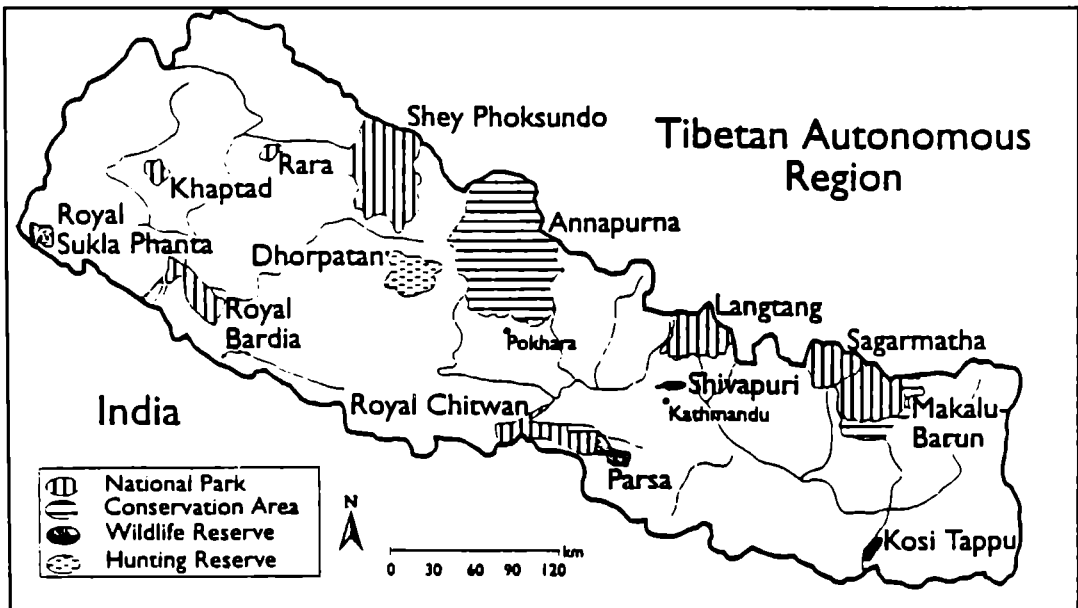 Shey Phoksundo
Tibetan Autonomous
Region
Rara
Khaptad
Royal
Sukla Phanta
Annapurna
Dhorpatan
Royal
Bardia
Pokhara
Langtang
Sagarmatha
Shivapuri
Kathmandu
Royal Chitwan
India
Makalu-
Barun
Parsa
Kosi Tappu
National Park
Conservation Area
Wildlife Reserve
Hunting Reserve
N
km
0 30 60 90 120